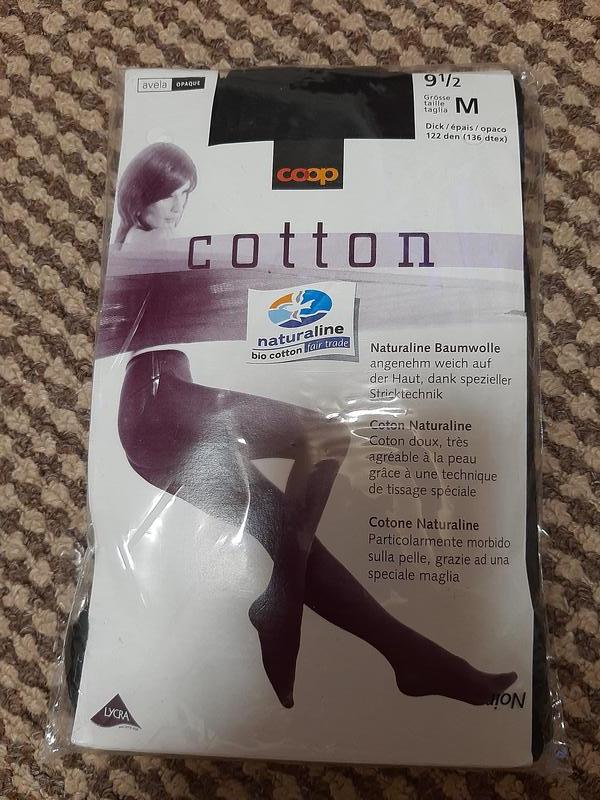 avela OPAQUE
9 1/2
Grösse
taille
taglia
M
Dick / épais / opaco
122 den (136 dtex)
coop
cotton
naturaline
bio cotton fair trade
Naturaline Baumwolle
angenehm weich auf
der Haut, dank spezieller
Stricktechnik
Coton Naturaline
Coton doux, très
agréable à la peau
grâce à une technique
de tissage spéciale
Cotone Naturaline
Particolarmente morbido
sulla pelle, grazie ad una
speciale maglia
Noir
LYCRA